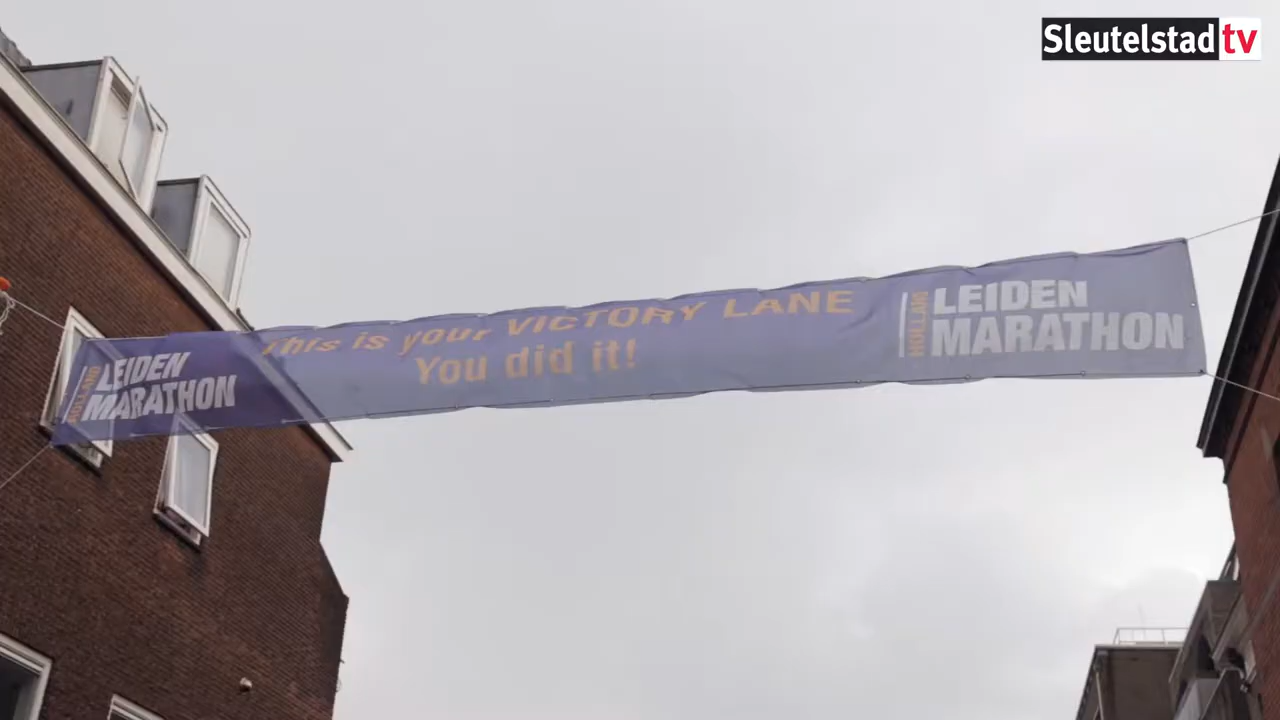 Sleutelstad tv
HOLLAND
LEIDEN
MARATHON
This is your VICTORY LANE
You did it!
HOLLAND
LEIDEN
MARATHON